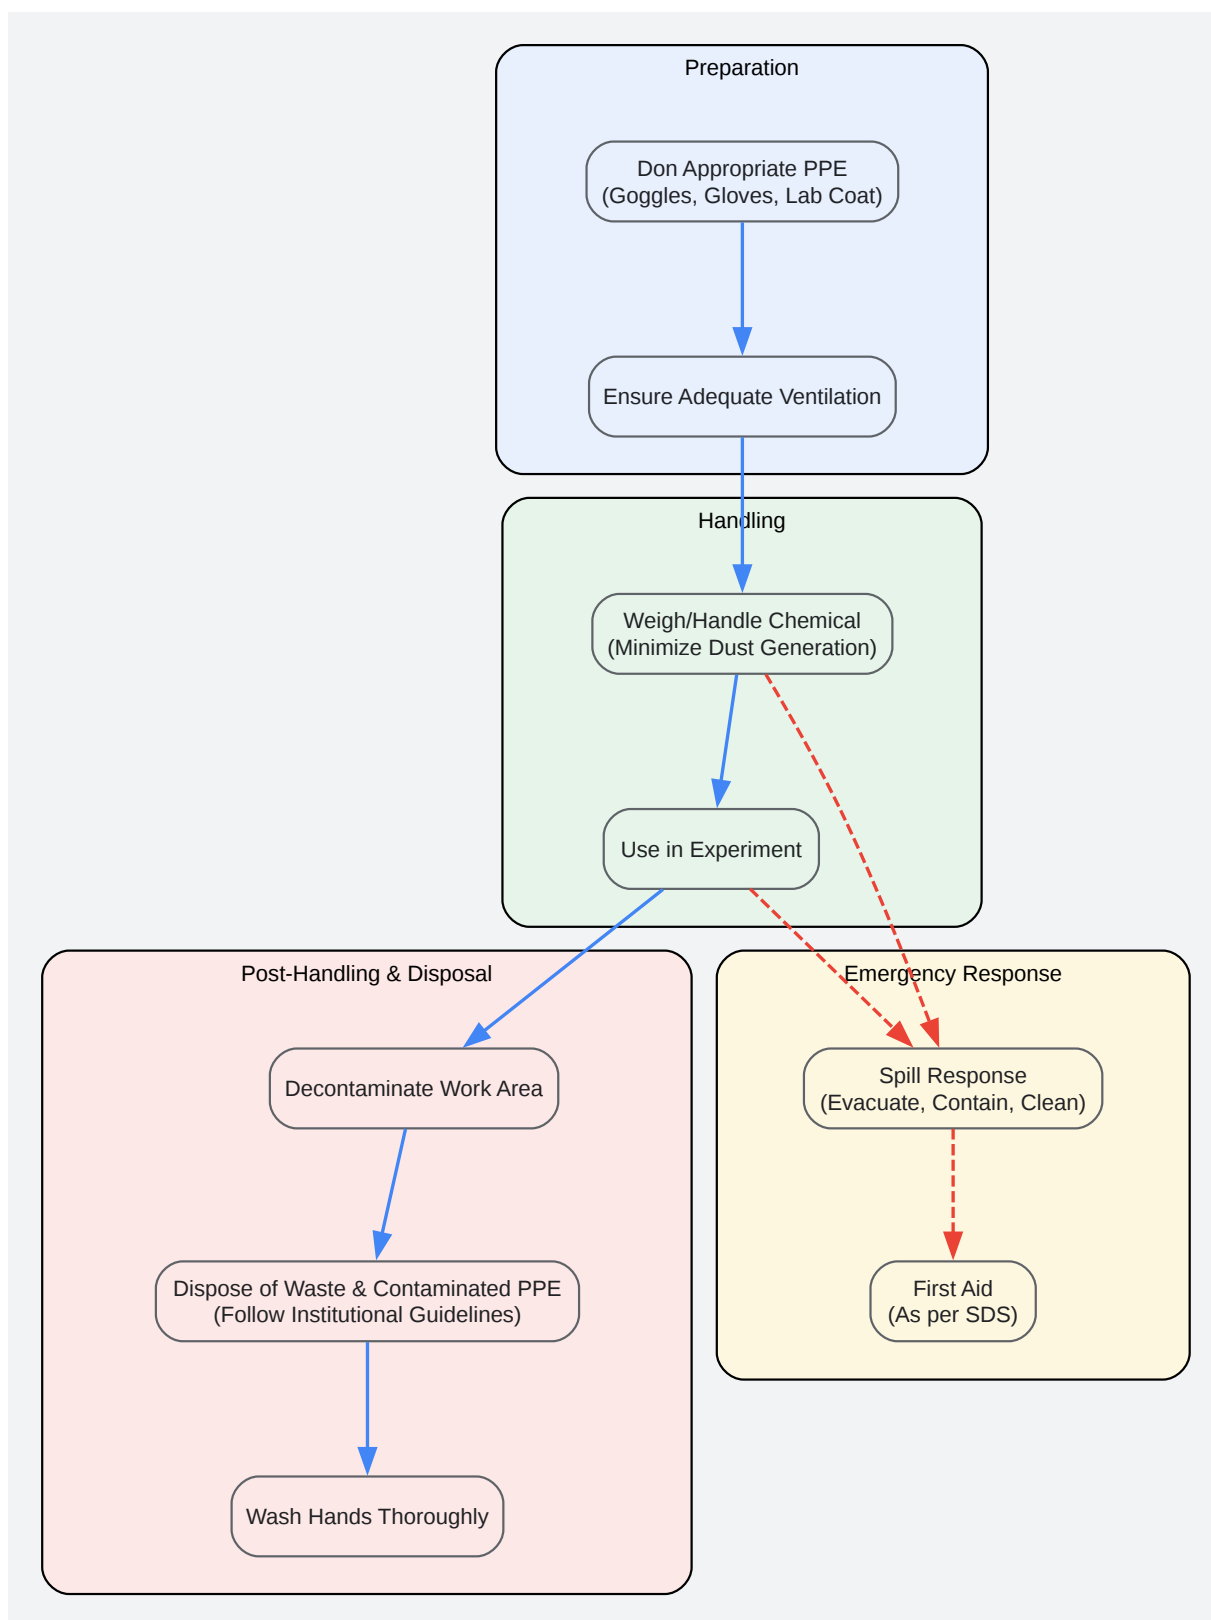 Preparation
Don Appropriate PPE
(Goggles, Gloves, Lab Coat)
Ensure Adequate Ventilation
Handling
Weigh/Handle Chemical
(Minimize Dust Generation)
Use in Experiment
Post-Handling & Disposal
Decontaminate Work Area
Dispose of Waste & Contaminated PPE
(Follow Institutional Guidelines)
Wash Hands Thoroughly
Emergency Response
Spill Response
(Evacuate, Contain, Clean)
First Aid
(As per SDS)